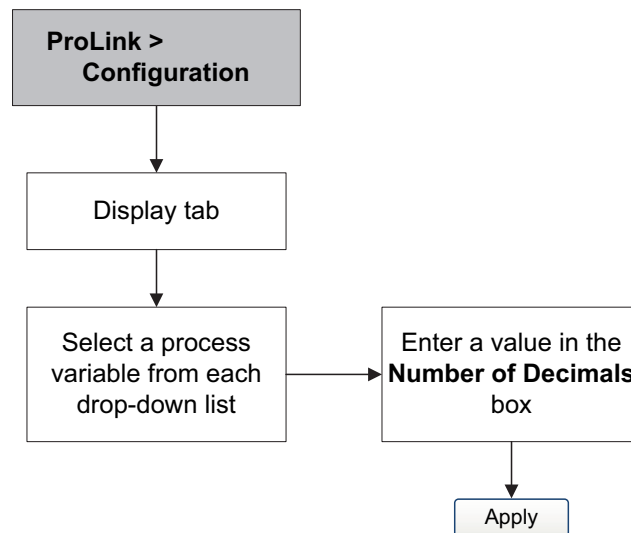 ProLink >
Configuration
Display tab
Select a process
variable from each
drop-down list
Enter a value in the
Number of Decimals
box
Apply